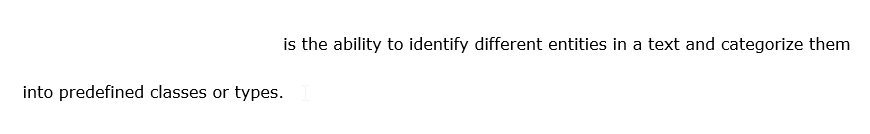 is the ability to identify different entities in a text and categorize them
into predefined classes or types.